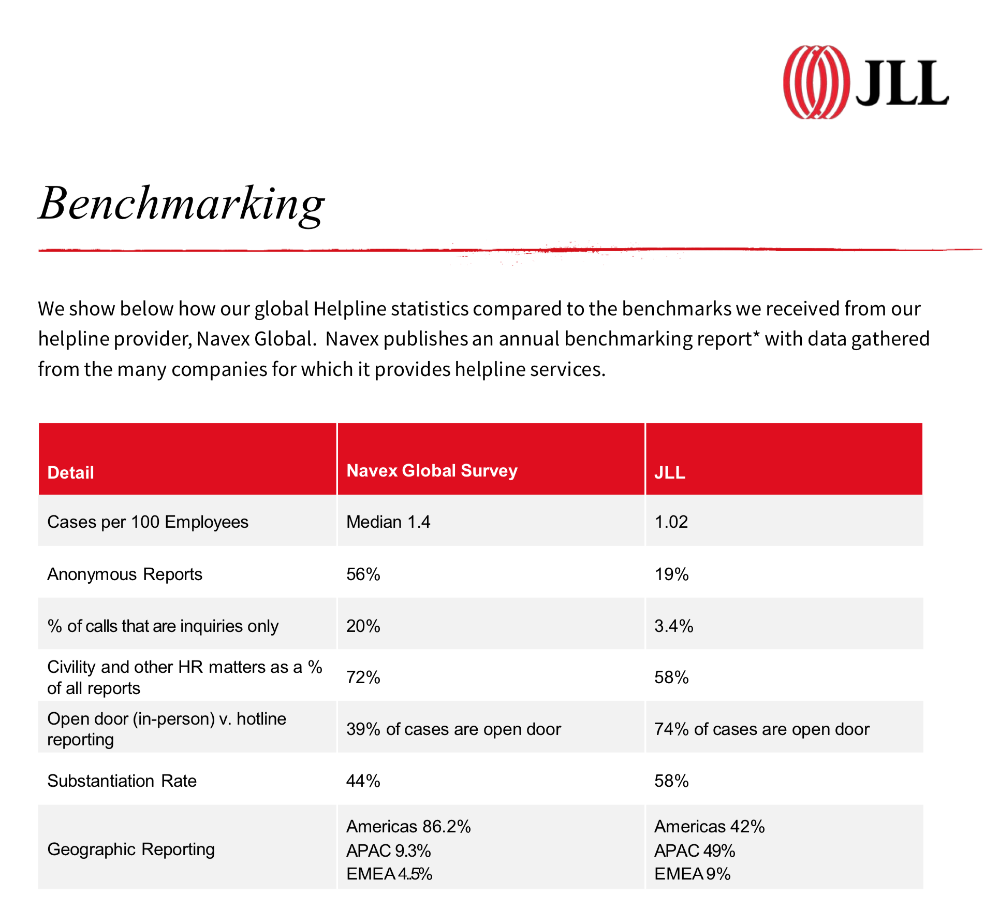 JLL
Benchmarking
We show below how our global Helpline statistics compared to the benchmarks we received from our
helpline provider, Navex Global.  Navex publishes an annual benchmarking report* with data gathered
from the many companies for which it provides helpline services.
Detail Navex Global Survey JLL
Cases per 100 Employees Median 1.4 1.02
Anonymous Reports 56% 19%
% of calls that are inquiries only 20% 3.4%
Civility and other HR matters as a %
of all reports 72% 58%
Open door (in-person) v. hotline
reporting 39% of cases are open door 74% of cases are open door
Substantiation Rate 44% 58%
Geographic Reporting
Americas 86.2% Americas 42%
APAC 9.3% APAC 49%
EMEA 4..5% EMEA 9%